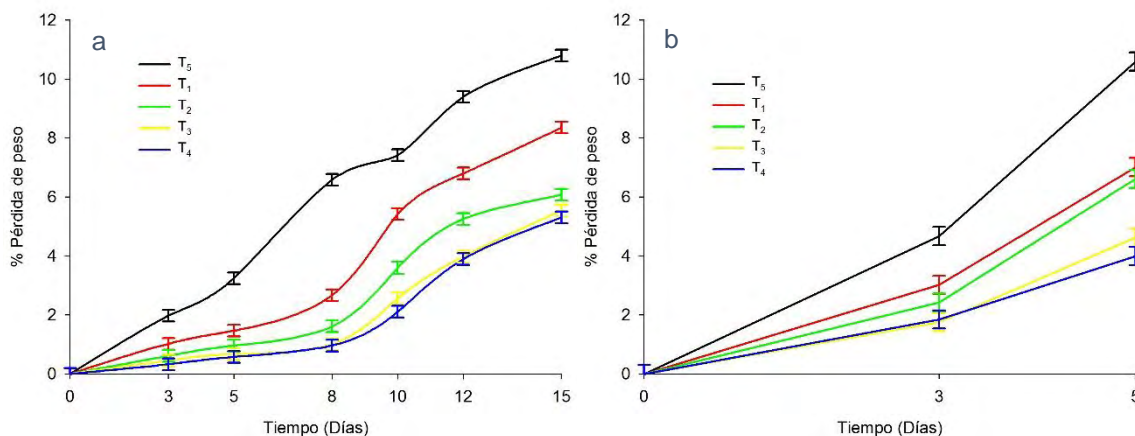 a
% Pérdida de peso
12
10
8
6
4
2
0
T5
T1
T2
T3
T4
0 3 5 8 10 12 15
Tiempo (Días)
b
% Pérdida de peso
12
10
8
6
4
2
0
T5
T1
T2
T3
T4
0 3 5
Tiempo (Días)